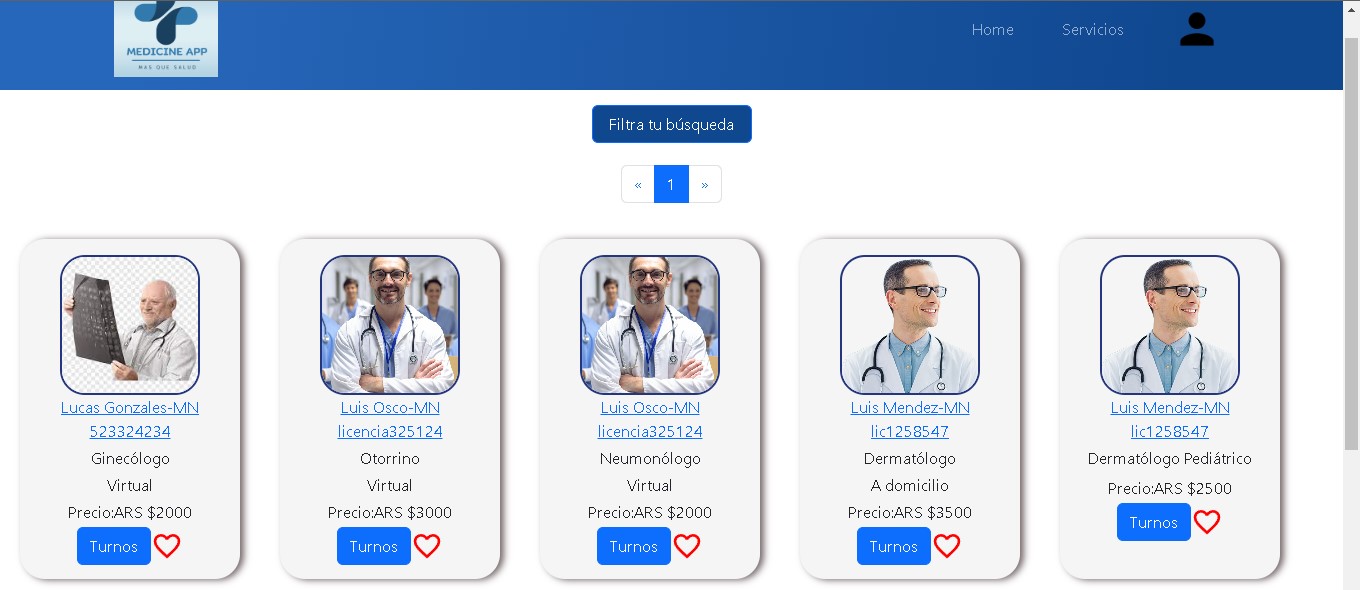 MEDICINE APP
MAS QUE SALUD
Home
Servicios
Filtra tu búsqueda
«
1
»
Lucas Gonzales-MN
523324234
Ginecólogo
Virtual
Precio:ARS $2000
Turnos
Luis Osco-MN
licencia325124
Otorrino
Virtual
Precio:ARS $3000
Turnos
Luis Osco-MN
licencia325124
Neumonólogo
Virtual
Precio:ARS $2000
Turnos
Luis Mendez-MN
lic1258547
Dermatólogo
A domicilio
Precio:ARS $3500
Turnos
Luis Mendez-MN
lic1258547
Dermatólogo Pediátrico
Precio:ARS $2500
Turnos